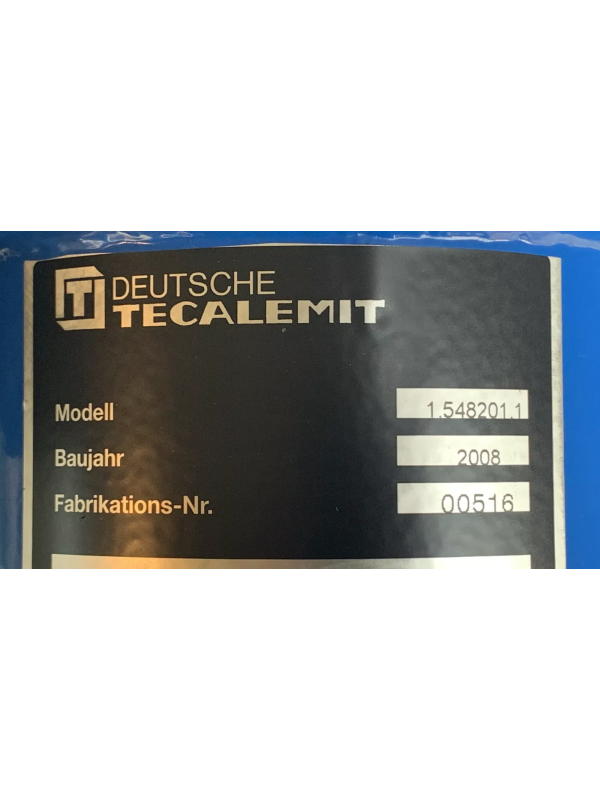 DEUTSCHE
TECALEMIT
Modell 1.548201.1
Baujahr 2008
Fabrikations-Nr. 00516